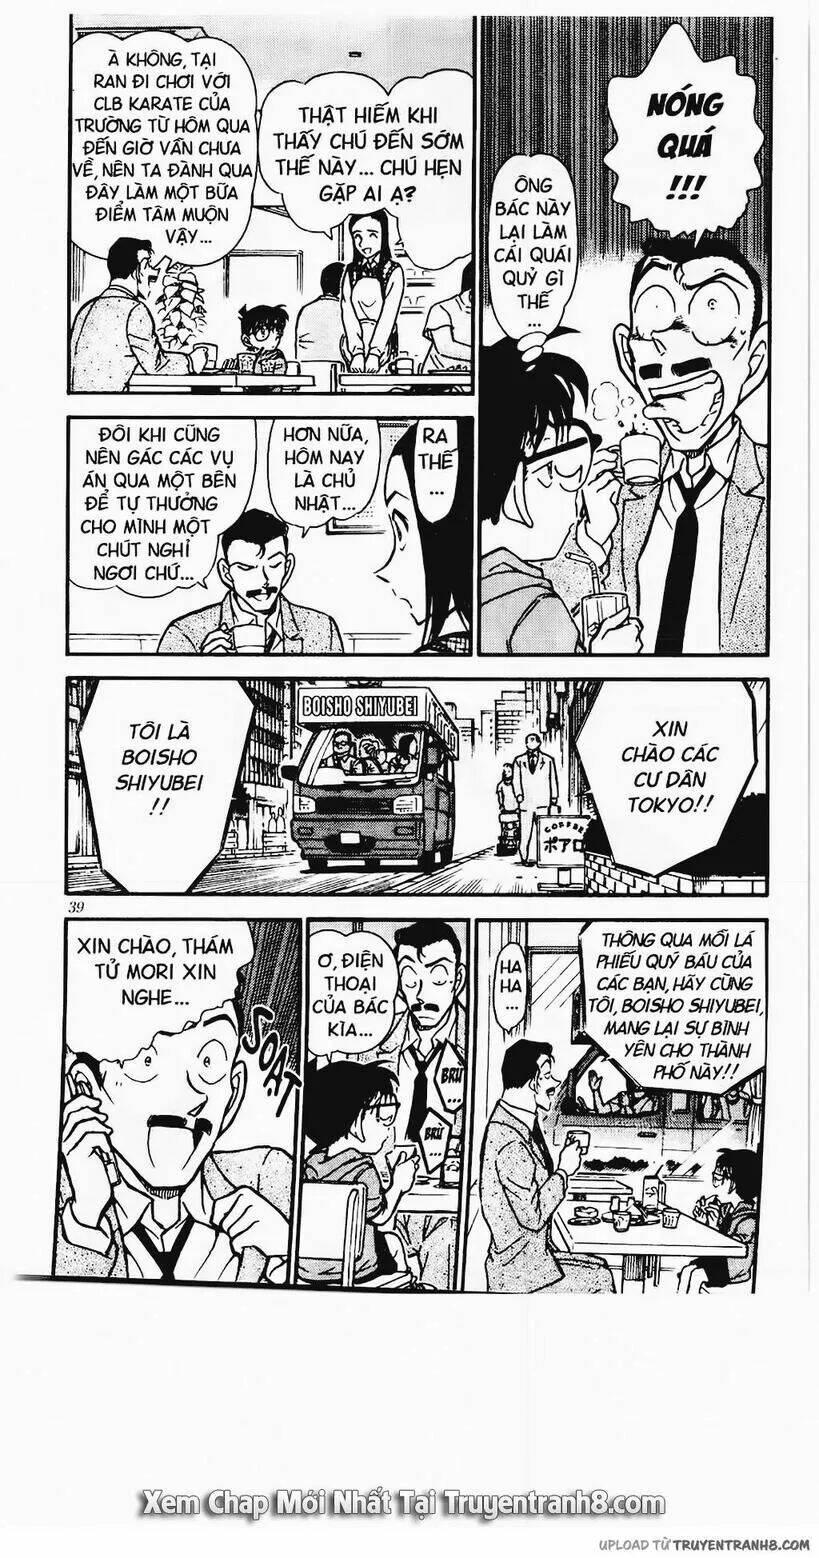 NÓNG
QUÁ
!!!
ÔNG
BÁC NÀY
LẠI LÀM
CÁI QUÁI
QUỶ GÌ
THẾ
...
THẬT HIẾM KHI
THẤY CHÚ ĐẾN SỚM
THẾ NÀY... CHÚ HẸN
GẶP AI Ạ?
À KHÔNG, TẠI
RAN ĐI CHƠI VỚI
CLB KARATE CỦA
TRƯỜNG TỪ HÔM QUA
ĐẾN GIỜ VẪN CHƯA
VỀ, NÊN TA ĐÀNH QUA
ĐÂY LÀM MỘT BỮA
ĐIỂM TÂM MUỘN
VẬY...
RA
THẾ
...
HƠN NỮA,
HÔM NAY
LÀ CHỦ
NHẬT...
ĐÔI KHI CŨNG
NÊN GÁC CÁC VỤ
ÁN QUA MỘT BÊN
ĐỂ TỰ THƯỞNG
CHO MÌNH MỘT
CHÚT NGHỈ
NGƠI CHỨ...
XIN
CHÀO CÁC
CƯ DÂN
TOKYO!!
BOISHO SHIYUBEI
COFFEE
ポアロ
TÔI LÀ
BOISHO
SHIYUBEI
!!
39
THÔNG QUA MỖI LÁ
PHIẾU QUÝ BÁU CỦA
CÁC BẠN, HÃY CÙNG
TÔI, BOISHO SHIYUBEI,
MANG LẠI SỰ BÌNH
YÊN CHO THÀNH
PHỐ NÀY!!
HA
HA
...
Ơ, ĐIỆN
THOẠI
CỦA BÁC
KÌA...
BRỪ
...
BRỪ
...
XIN CHÀO, THÁM
TỬ MORI XIN
NGHE...
SOẠT
Xem Chap Mới Nhất Tại Truyentranh8.com
UPLOAD TỪ TRUYENTRANH8.COM